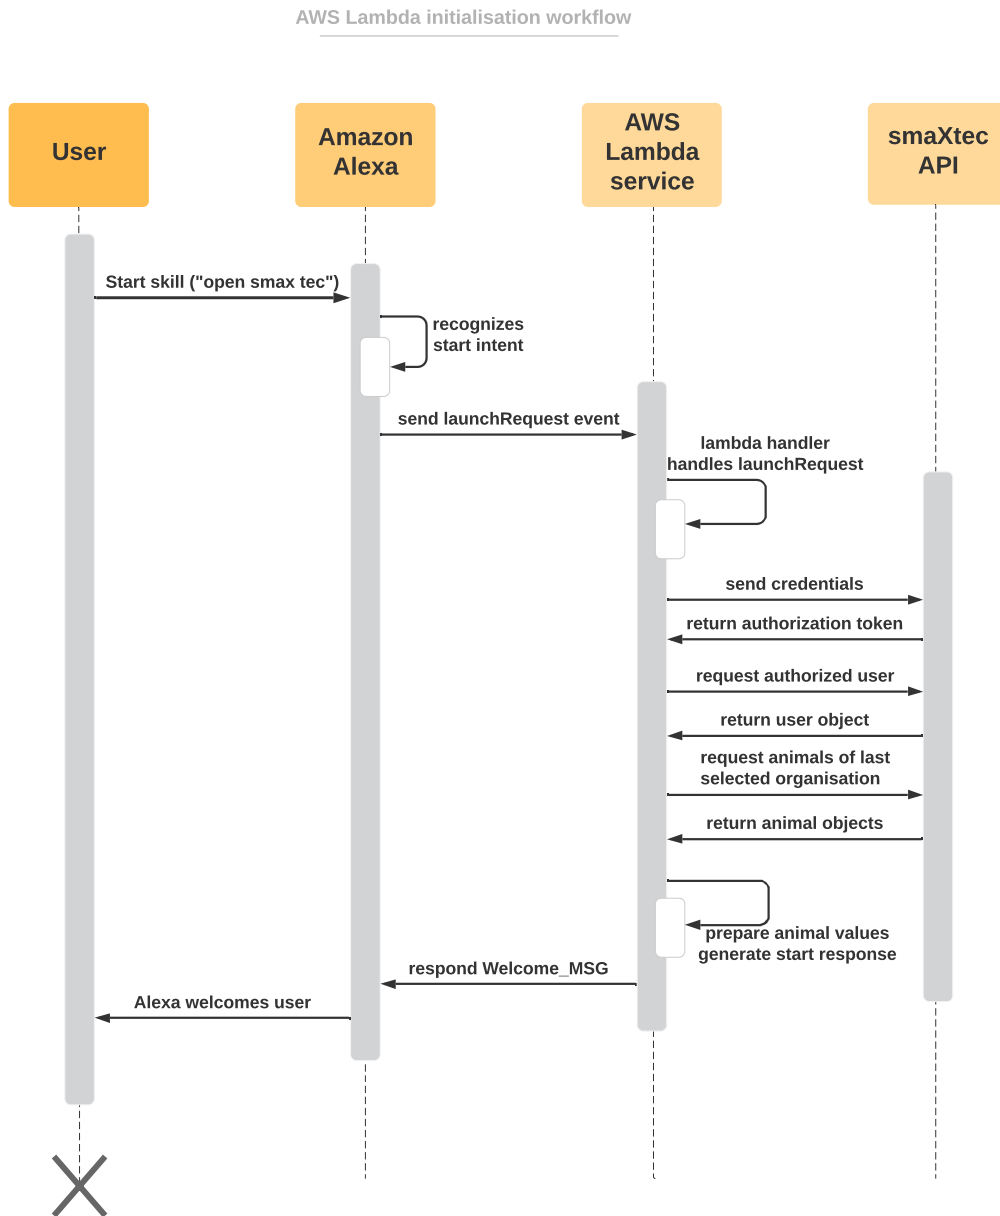 AWS Lambda initialisation workflow
User
Amazon
Alexa
AWS
Lambda
service
smaXtec
API
Start skill ("open smax tec")
recognizes
start intent
send launchRequest event
lambda handler
handles launchRequest
send credentials
return authorization token
request authorized user
return user object
request animals of last
selected organisation
return animal objects
prepare animal values
generate start response
respond Welcome_MSG
Alexa welcomes user